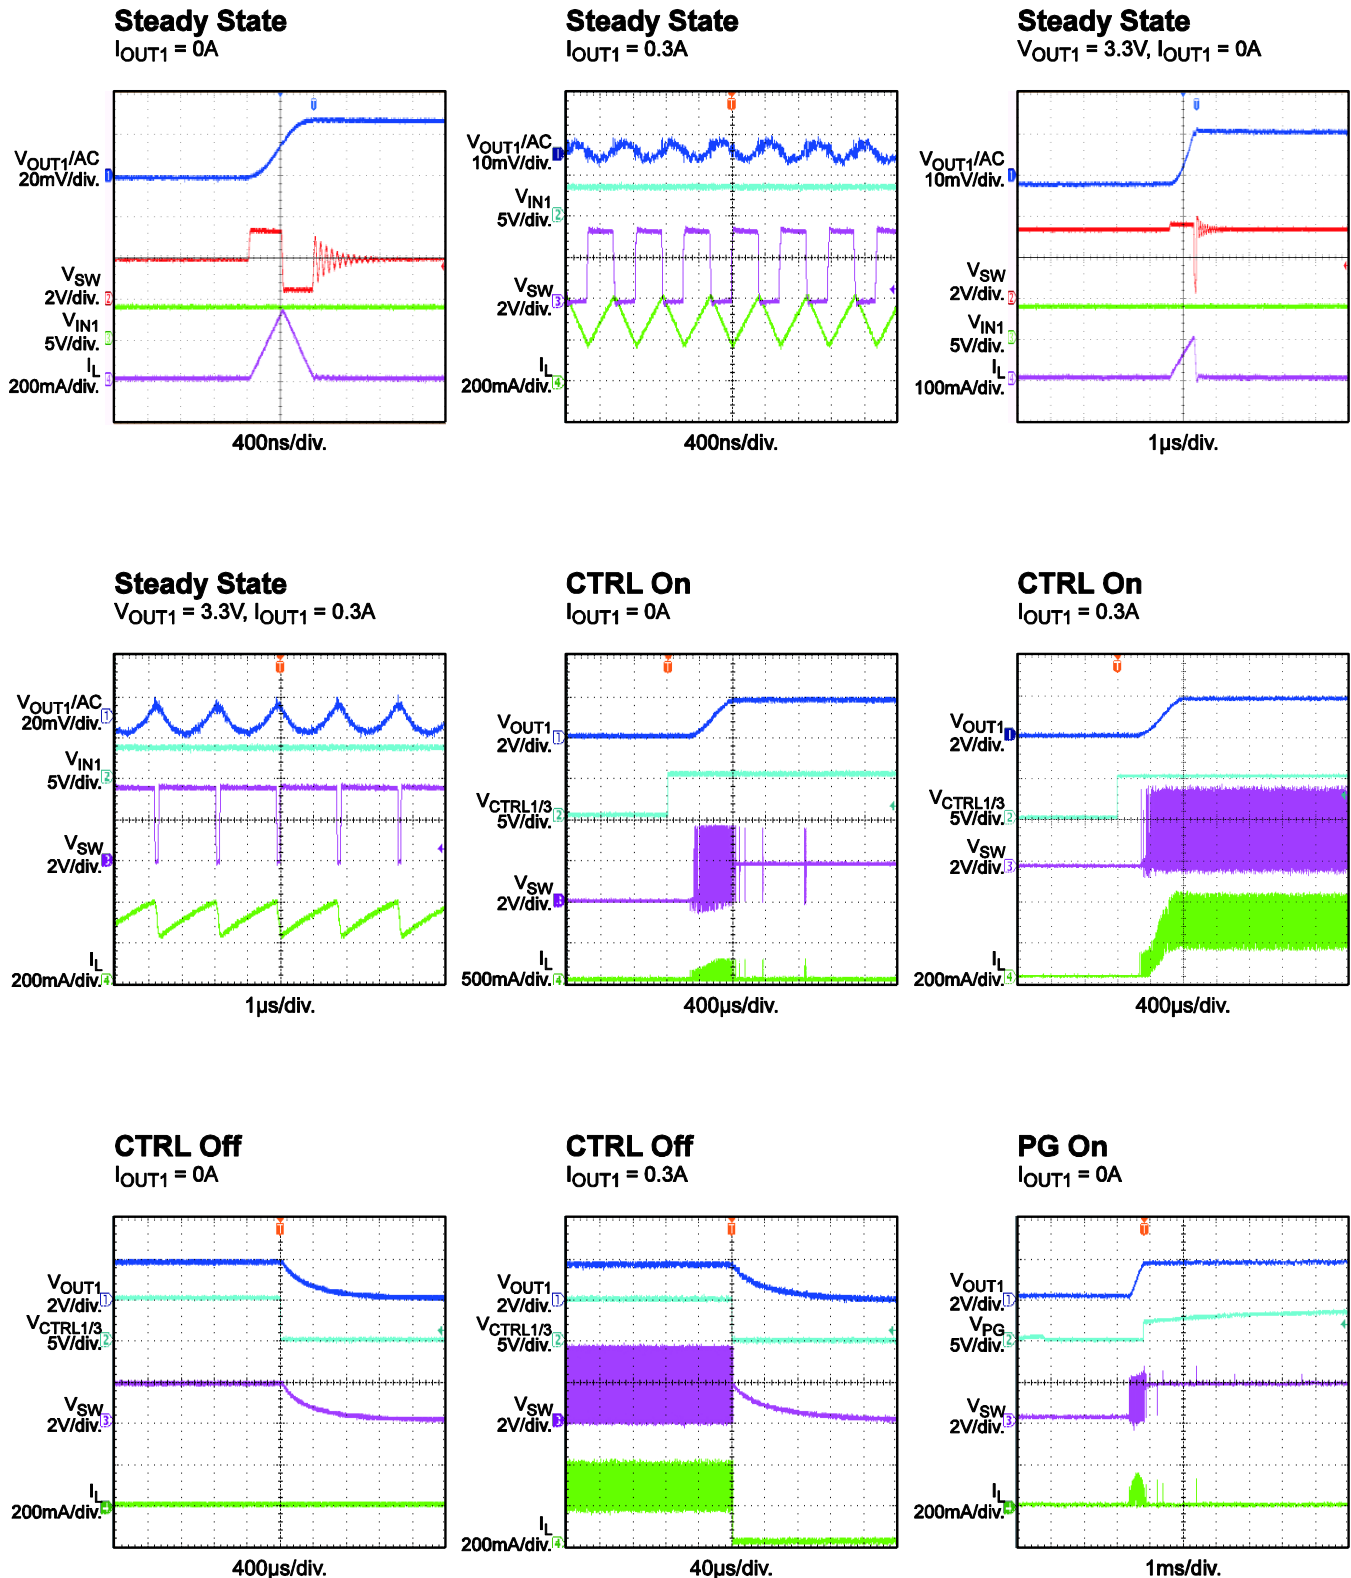 Steady State
IOUT1 = 0A
VOUT1/AC
20mV/div.
VSW
2V/div.
VIN1
5V/div.
IL
200mA/div.
400ns/div.
Steady State
IOUT1 = 0.3A
VOUT1/AC
10mV/div.
VIN1
5V/div.
VSW
2V/div.
IL
200mA/div.
400ns/div.
Steady State
VOUT1 = 3.3V, IOUT1 = 0A
VOUT1/AC
10mV/div.
VSW
2V/div.
VIN1
5V/div.
IL
100mA/div.
1µs/div.
Steady State
VOUT1 = 3.3V, IOUT1 = 0.3A
VOUT1/AC
20mV/div.
VIN1
5V/div.
VSW
2V/div.
IL
200mA/div.
1µs/div.
CTRL On
IOUT1 = 0A
VOUT1
2V/div.
VCTRL1/3
5V/div.
VSW
2V/div.
IL
500mA/div.
400µs/div.
CTRL On
IOUT1 = 0.3A
VOUT1
2V/div.
VCTRL1/3
5V/div.
VSW
2V/div.
IL
200mA/div.
400µs/div.
CTRL Off
IOUT1 = 0A
VOUT1
2V/div.
VCTRL1/3
5V/div.
VSW
2V/div.
IL
200mA/div.
400µs/div.
CTRL Off
IOUT1 = 0.3A
VOUT1
2V/div.
VCTRL1/3
5V/div.
VSW
2V/div.
IL
200mA/div.
40µs/div.
PG On
IOUT1 = 0A
VOUT1
2V/div.
VPG
5V/div.
VSW
2V/div.
IL
200mA/div.
1ms/div.